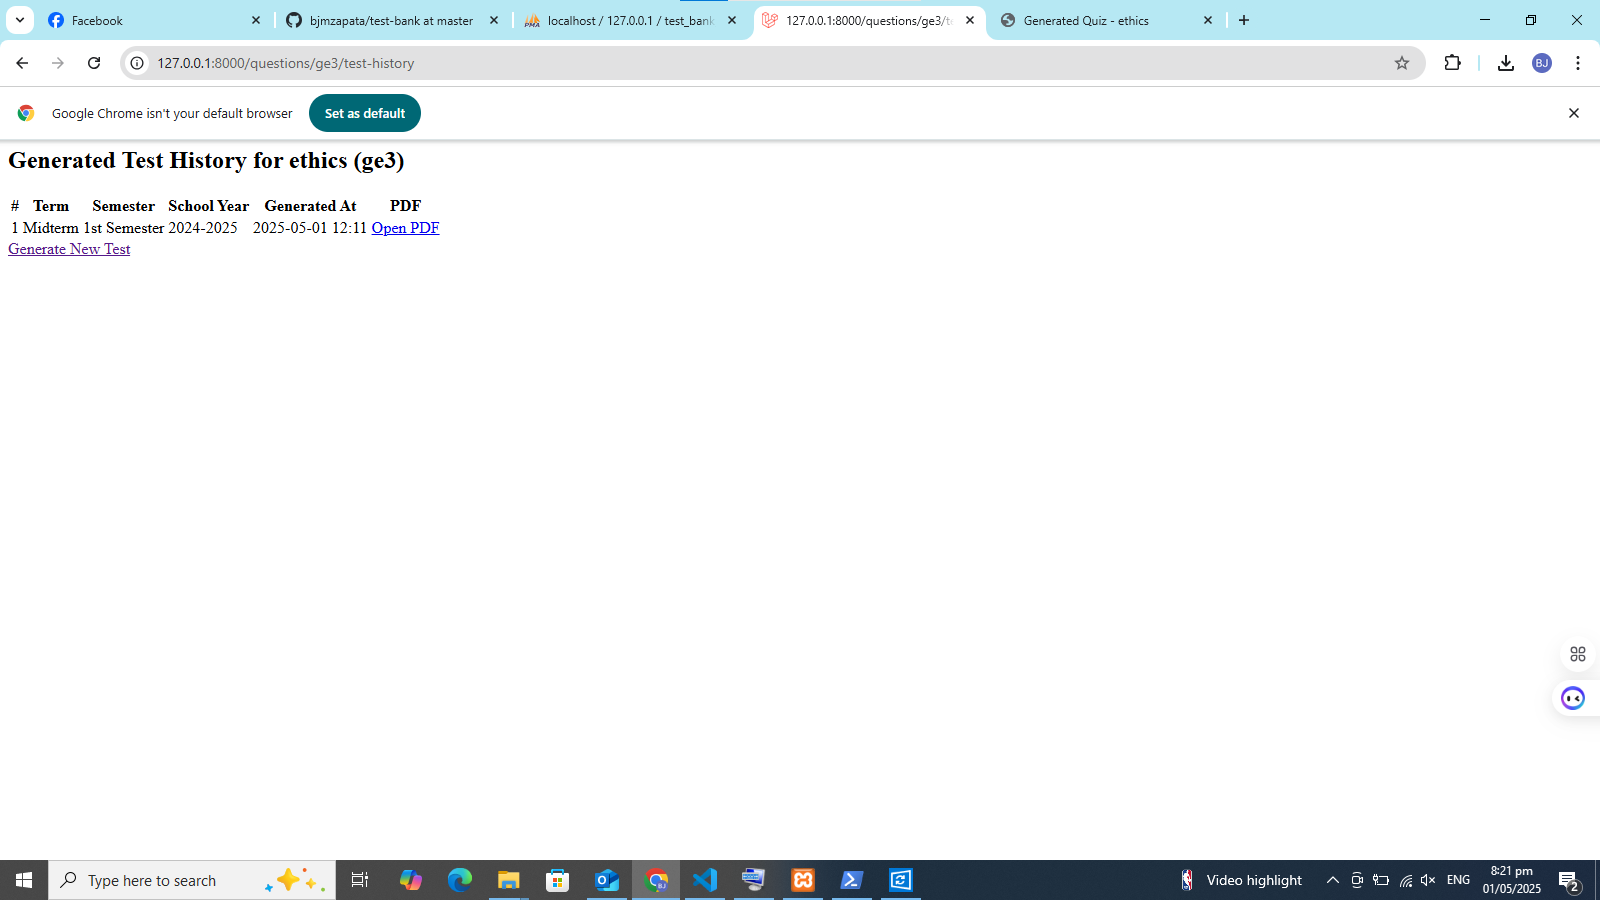 Facebook
bjmzapata/test-bank at master
localhost / 127.0.0.1 / test_bank
127.0.0.1:8000/questions/ge3/te
Generated Quiz - ethics
127.0.0.1:8000/questions/ge3/test-history
BJ
Google Chrome isn't your default browser
Set as default
Generated Test History for ethics (ge3)
# Term Semester School Year Generated At PDF
1 Midterm 1st Semester 2024-2025 2025-05-01 12:11 Open PDF
Generate New Test
Type here to search
Video highlight
ENG
8:21 pm
01/05/2025
2